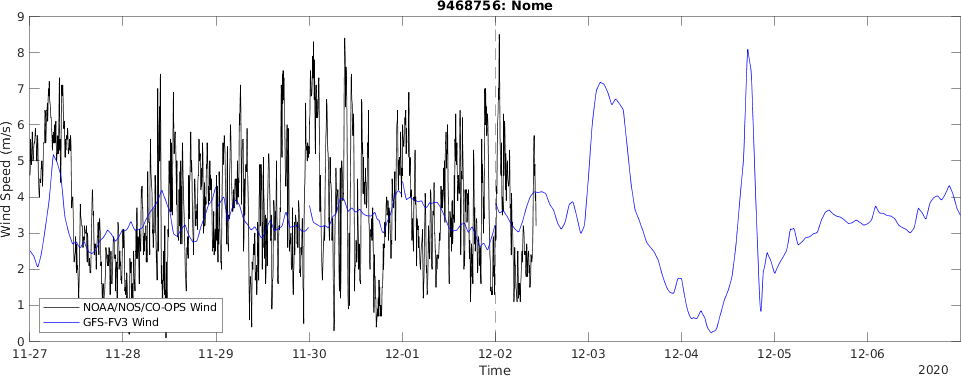 9468756: Nome
9
8
7
6
5
4
3
2
1
0
Wind Speed (m/s)
NOAA/NOS/CO-OPS Wind
GFS-FV3 Wind
11-27 11-28 11-29 11-30 12-01 12-02 12-03 12-04 12-05 12-06
Time
2020